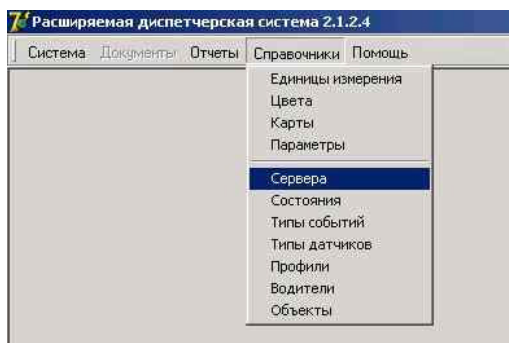 Расширяемая диспетчерская система 2.1.2.4
Система Документы Отчеты Справочники Помощь
Единицы измерения
Цвета
Карты
Параметры
Сервера
Состояния
Типы событий
Типы датчиков
Профили
Водители
Объекты